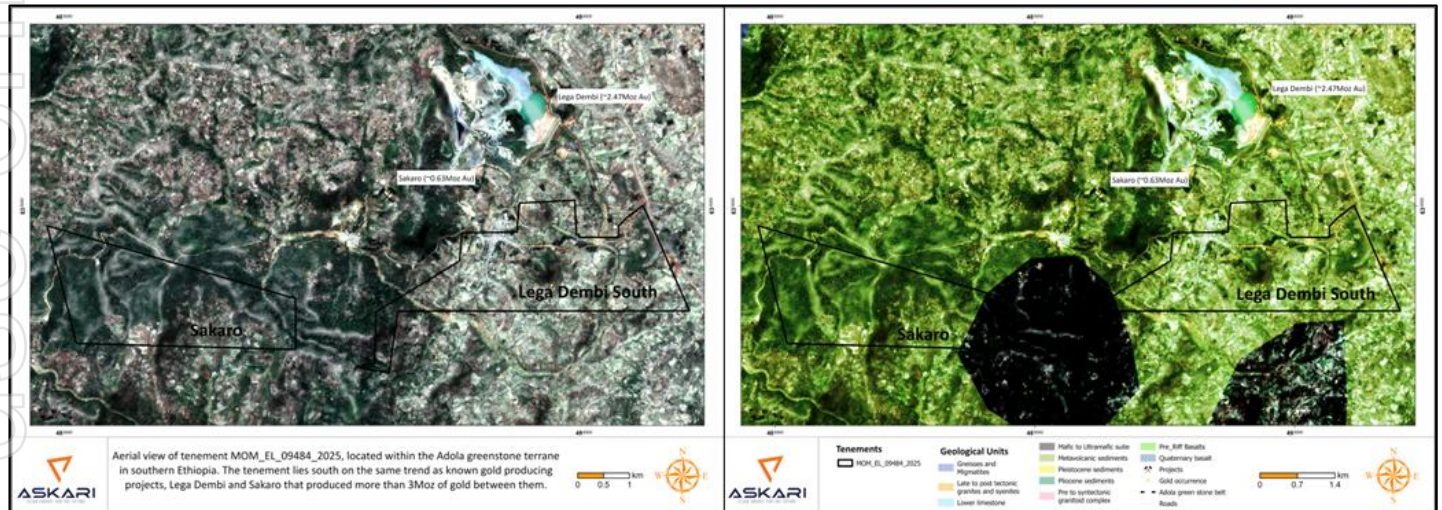 Lega Dembi (~2.47Moz Au)
Sakaro (~0.63Moz Au)
Lega Dembi South
Sakaro
ASKARI
Aerial view of tenement MOM_EL_09484_2025, located within the Adola greenstone terrane
in southern Ethiopia. The tenement lies south on the same trend as known gold producing
projects, Lega Dembi and Sakaro that produced more than 3Moz of gold between them.
km
0 0.5 1
N
W E
S
Lega Dembi (~2.47Moz Au)
Sakaro (~0.63Moz Au)
Lega Dembi South
Sakaro
ASKARI
Tenements
MOM_EL_09484_2025
Geological Units
Gneisses and
Migmatites
Late to post tectonic
granites and syenites
Lower limestone
Mafic to Ultramafic suite
Metavolcanic sediments
Pleistocene sediments
Pliocene sediments
Pre to syntectonic
granitoid complex
Pre_Rift Basalts
Quaternary basalt
Projects
Gold occurrence
Adola green stone belt
Roads
km
0 0.7 1.4
N
W E
S